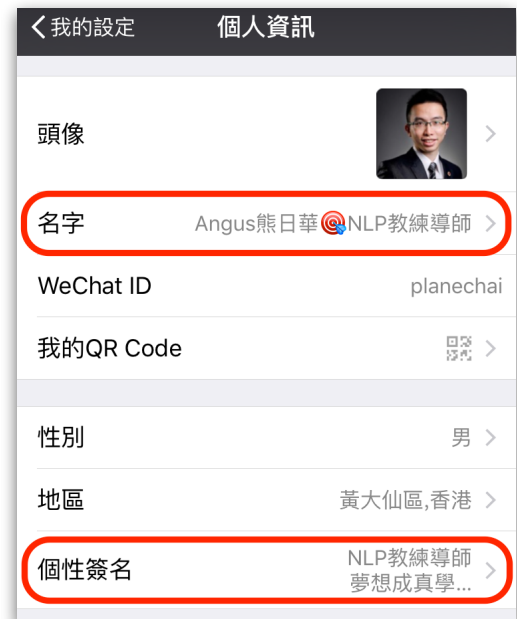 我的設定
個人資訊
頭像
名字 Angus熊日華🎯NLP教練導師
WeChat ID planechai
我的QR Code
性別 男
地區 黃大仙區,香港
個性簽名 NLP教練導師
夢想成真學...